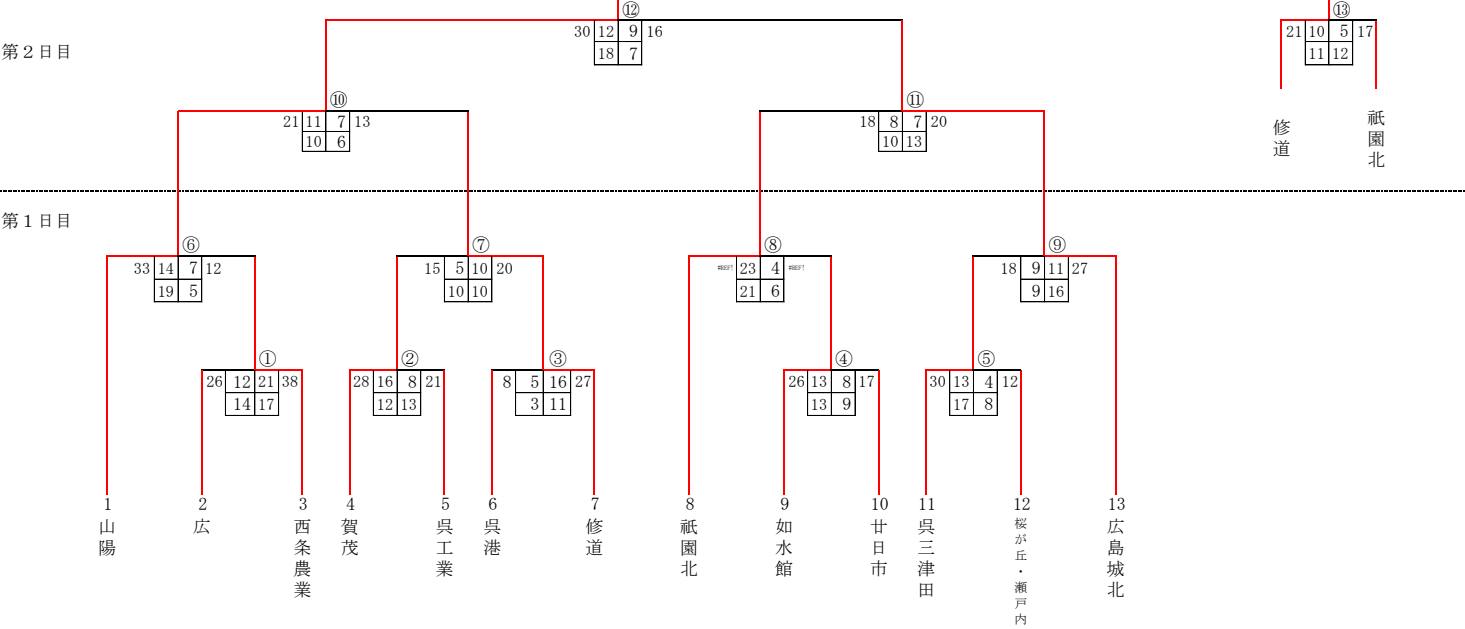 ⑫ ⑬
30 12 9 16 21 10 5 17
第２日目
18 7 11 12
⑩ ⑪
21 11 7 13 18 8 7 20
10 6 10 13
修道 祇園北
第１日目
⑥ ⑦ ⑧ ⑨
33 14 7 12 15 5 10 20 #REF! 23 4 #REF! 18 9 11 27
19 5 10 10 21 6 9 16
① ② ③ ④ ⑤
26 12 21 38 28 16 8 21 8 5 16 27 26 13 8 17 30 13 4 12
14 17 12 13 3 11 13 9 17 8
1 2 3 4 5 6 7 8 9 10 11 12 13
山陽
広
西条農業
賀茂
呉工業
呉港
修道
祇園北
如水館
廿日市
呉三津田
桜が丘・瀬戸内
広島城北